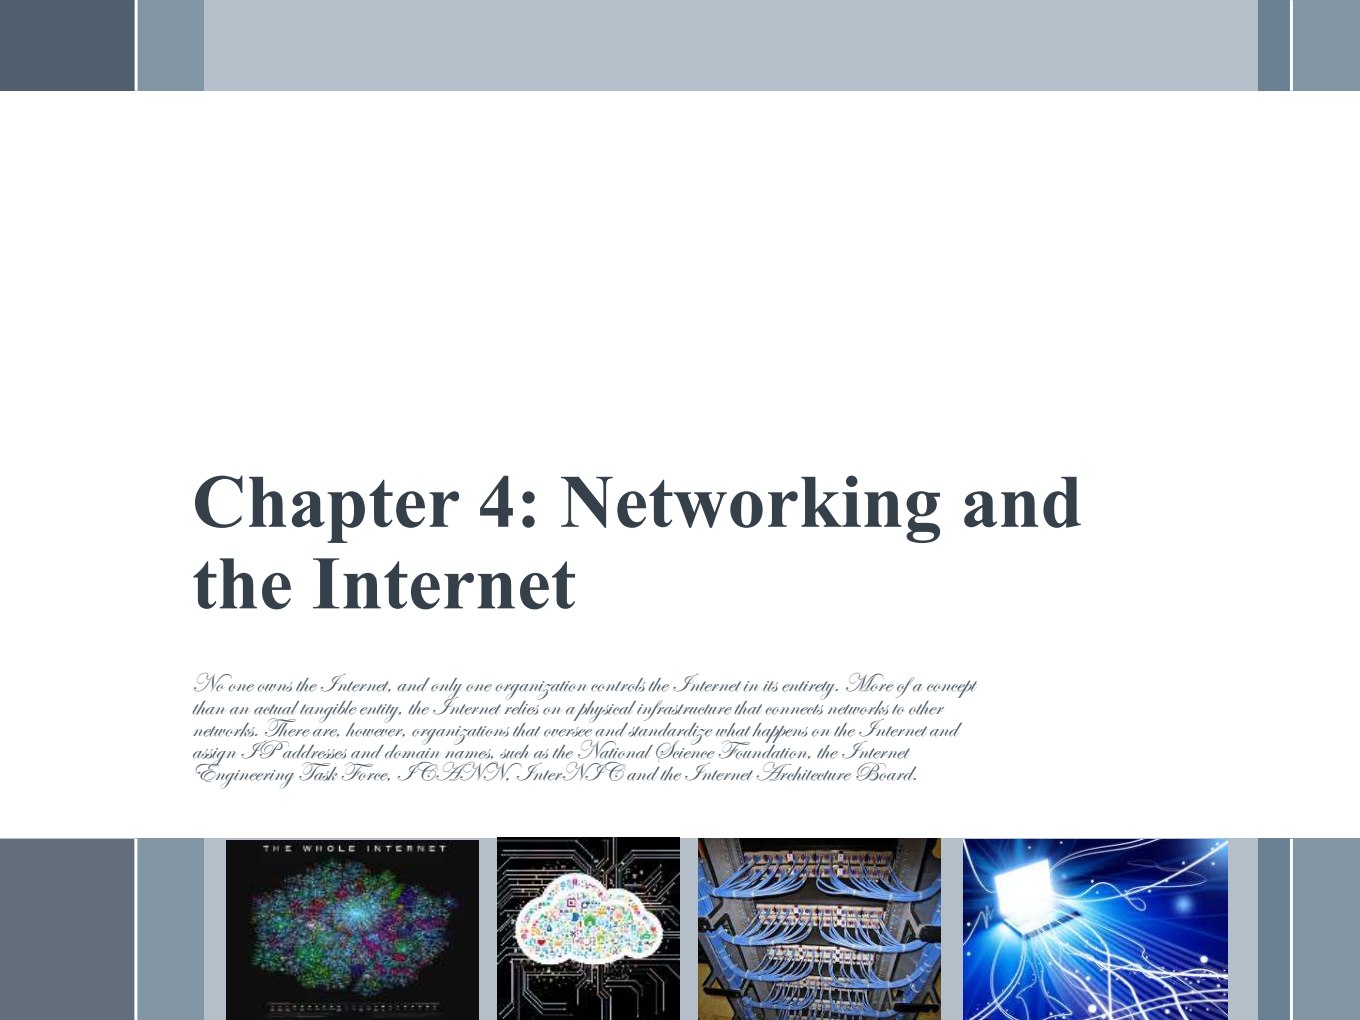 Chapter 4: Networking and
the Internet
No one owns the Internet, and only one organization controls the Internet in its entirety. More of a concept
than an actual tangible entity, the Internet relies on a physical infrastructure that connects networks to other
networks. There are, however, organizations that oversee and standardize what happens on the Internet and
assign IP addresses and domain names, such as the National Science Foundation, the Internet
Engineering Task Force, ICANN, InterNIC and the Internet Architecture Board.
THE WHOLE INTERNET